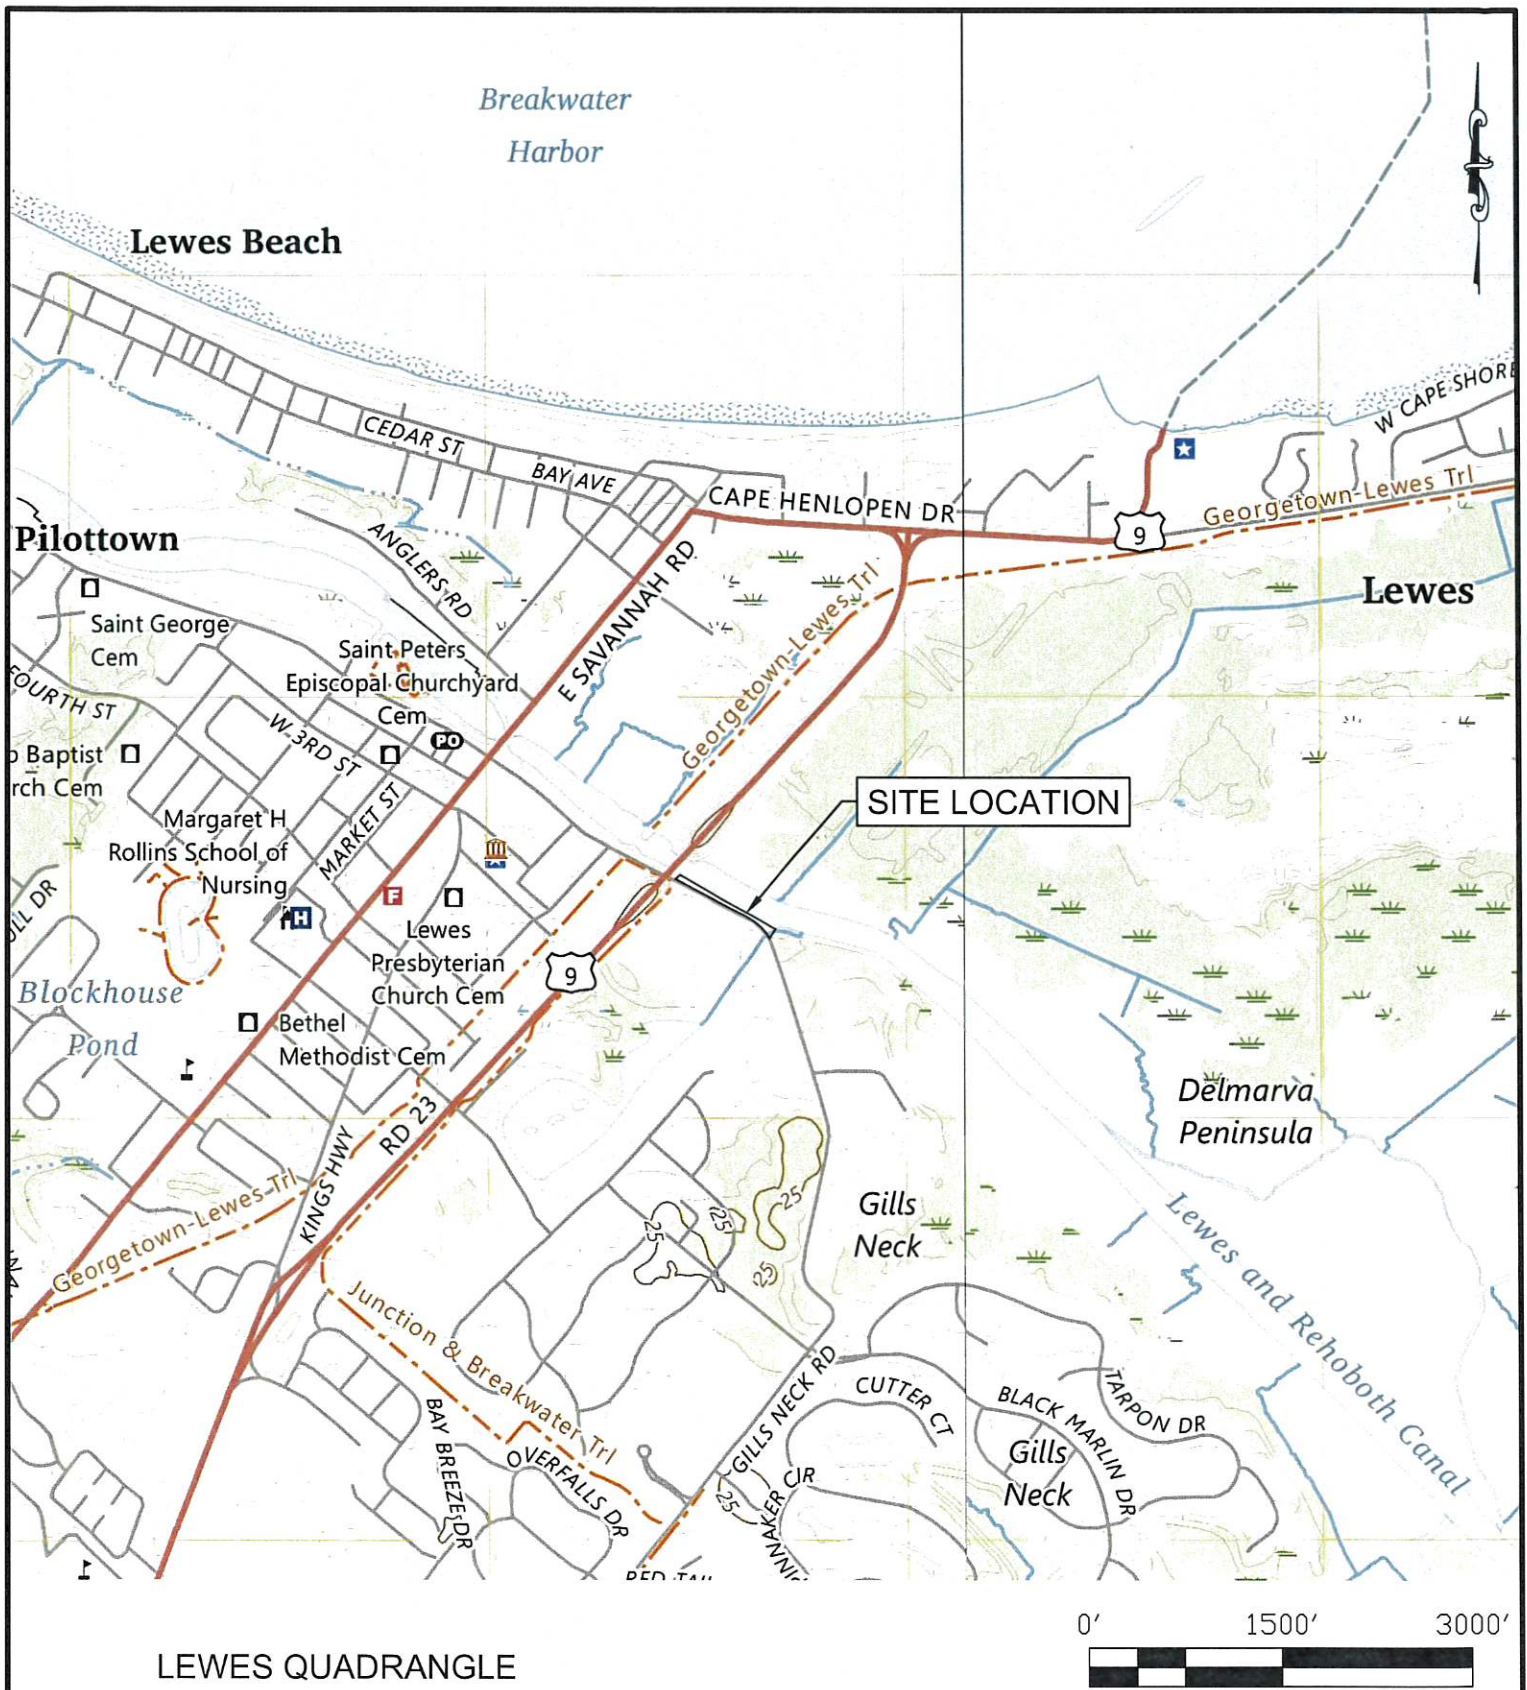 Breakwater
Harbor
Lewes Beach
W CAPE SHORE
CEDAR ST
BAY AVE
CAPE HENLOPEN DR
Georgetown-Lewes Trl
9
Pilottown
ANGLERS RD
E SAVANNAH RD
Georgetown-Lewes Trl
Lewes
Saint George
Cem
Saint Peters
Episcopal Churchyard
Cem
FOURTH ST
W 3RD ST
PO
Baptist
rch Cem
SITE LOCATION
MARKET ST
Margaret H
Rollins School of
Nursing
F
H
Lewes
Presbyterian
Church Cem
9
Blockhouse
Pond
Bethel
Methodist Cem
Delmarva
Peninsula
RD 23
KINGS HWY
Georgetown-Lewes Trl
25
25
25
25
Gills
Neck
Lewes and Rehoboth Canal
Junction & Breakwater Trl
GILLS NECK RD
CUTTER CT
BLACK MARLIN DR
TARPON DR
BAY BREEZE DR
OVERFALLS DR
Gills
Neck
25
0' 1500' 3000'
LEWES QUADRANGLE